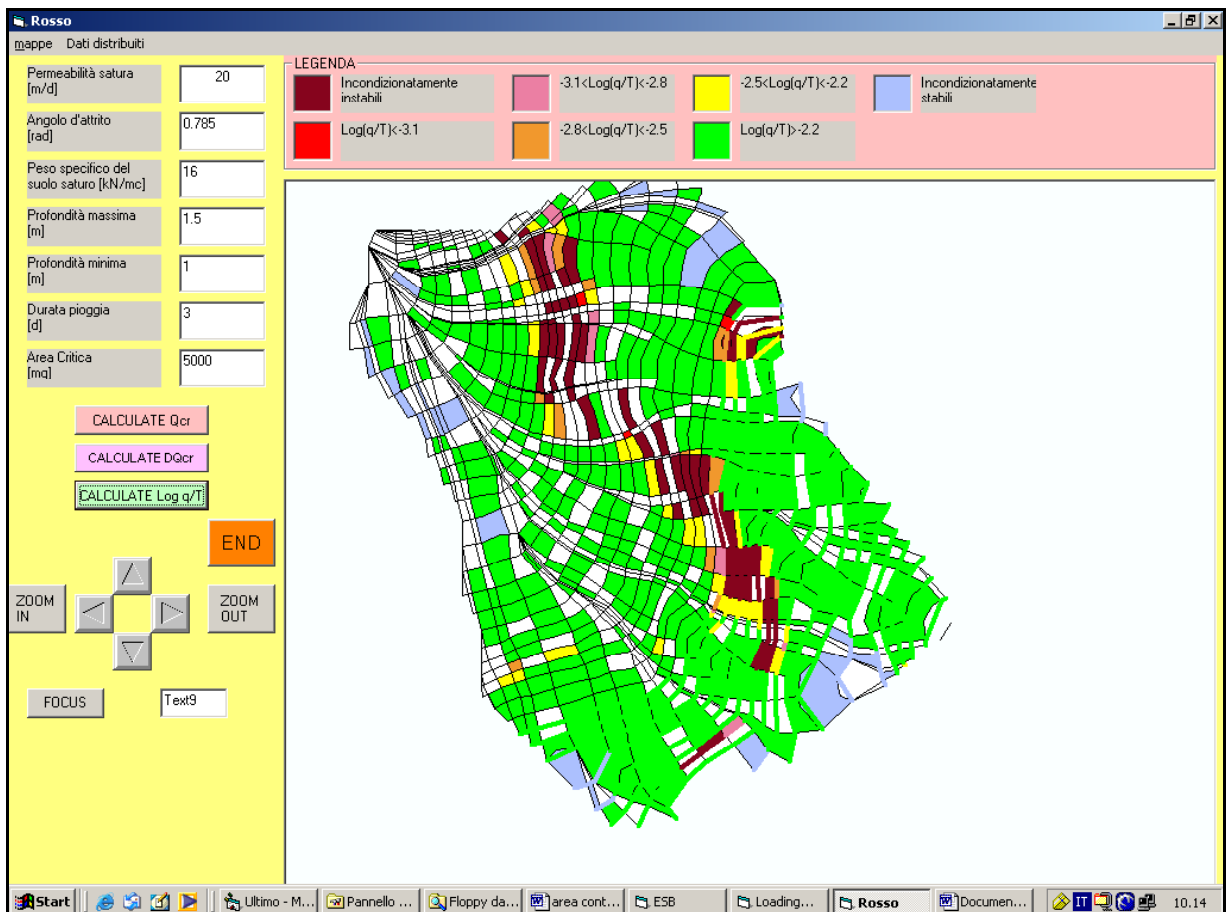 Rosso
mappe Dati distribuiti
Permeabilità satura
[m/d]
20
Angolo d'attrito
[rad]
0.785
Peso specifico del
suolo saturo [kN/mc]
16
Profondità massima
[m]
1.5
Profondità minima
[m]
1
Durata pioggia
[d]
3
Area Critica
[mq]
5000
CALCULATE Qcr
CALCULATE DQcr
CALCULATE Log q/T
END
ZOOM
IN
ZOOM
OUT
FOCUS
Text9
LEGENDA
Incondizionatamente
instabili
-3.1<Log(q/T)<-2.8
-2.5<Log(q/T)<-2.2
Incondizionatamente
stabili
Log(q/T)<-3.1
-2.8<Log(q/T)<-2.5
Log(q/T)>-2.2
Start
Ultimo - M...
Pannello ...
Floppy da...
area cont...
ESB
Loading...
Rosso
Documen...
IT
10.14